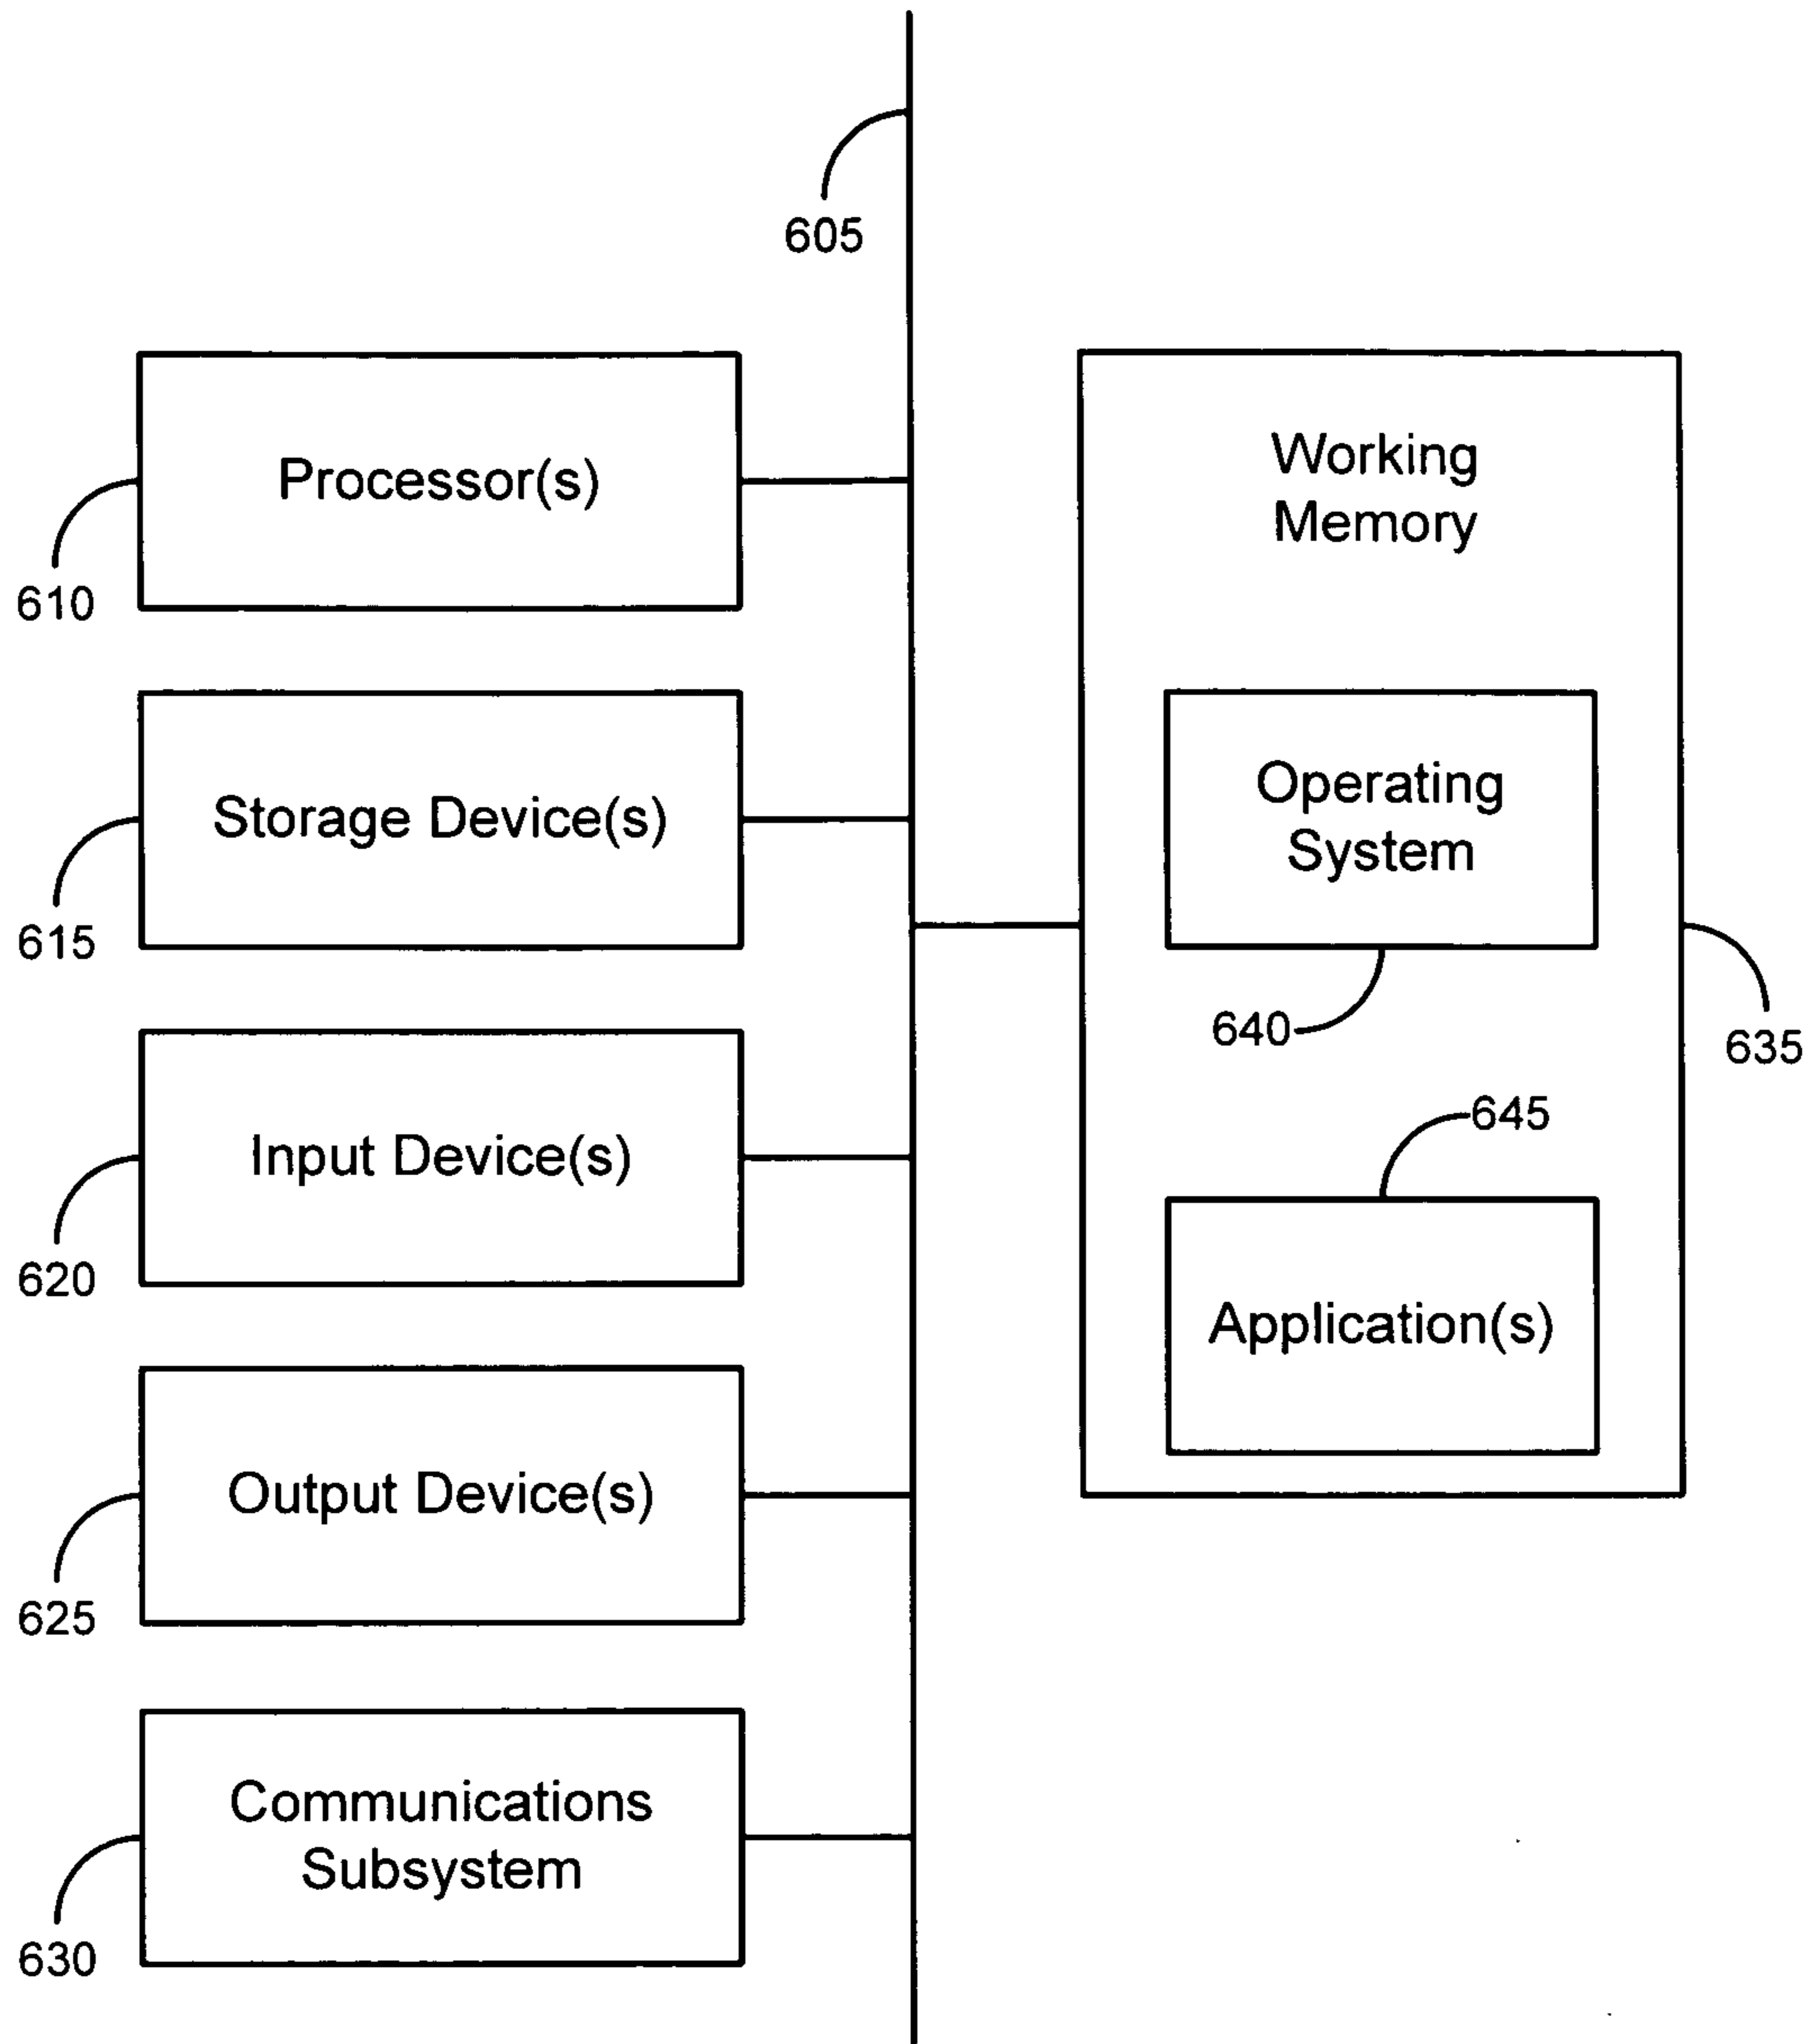 605
Processor(s)
610
Storage Device(s)
615
Input Device(s)
620
Output Device(s)
625
Communications
Subsystem
630
Working
Memory
Operating
System
640
635
645
Application(s)